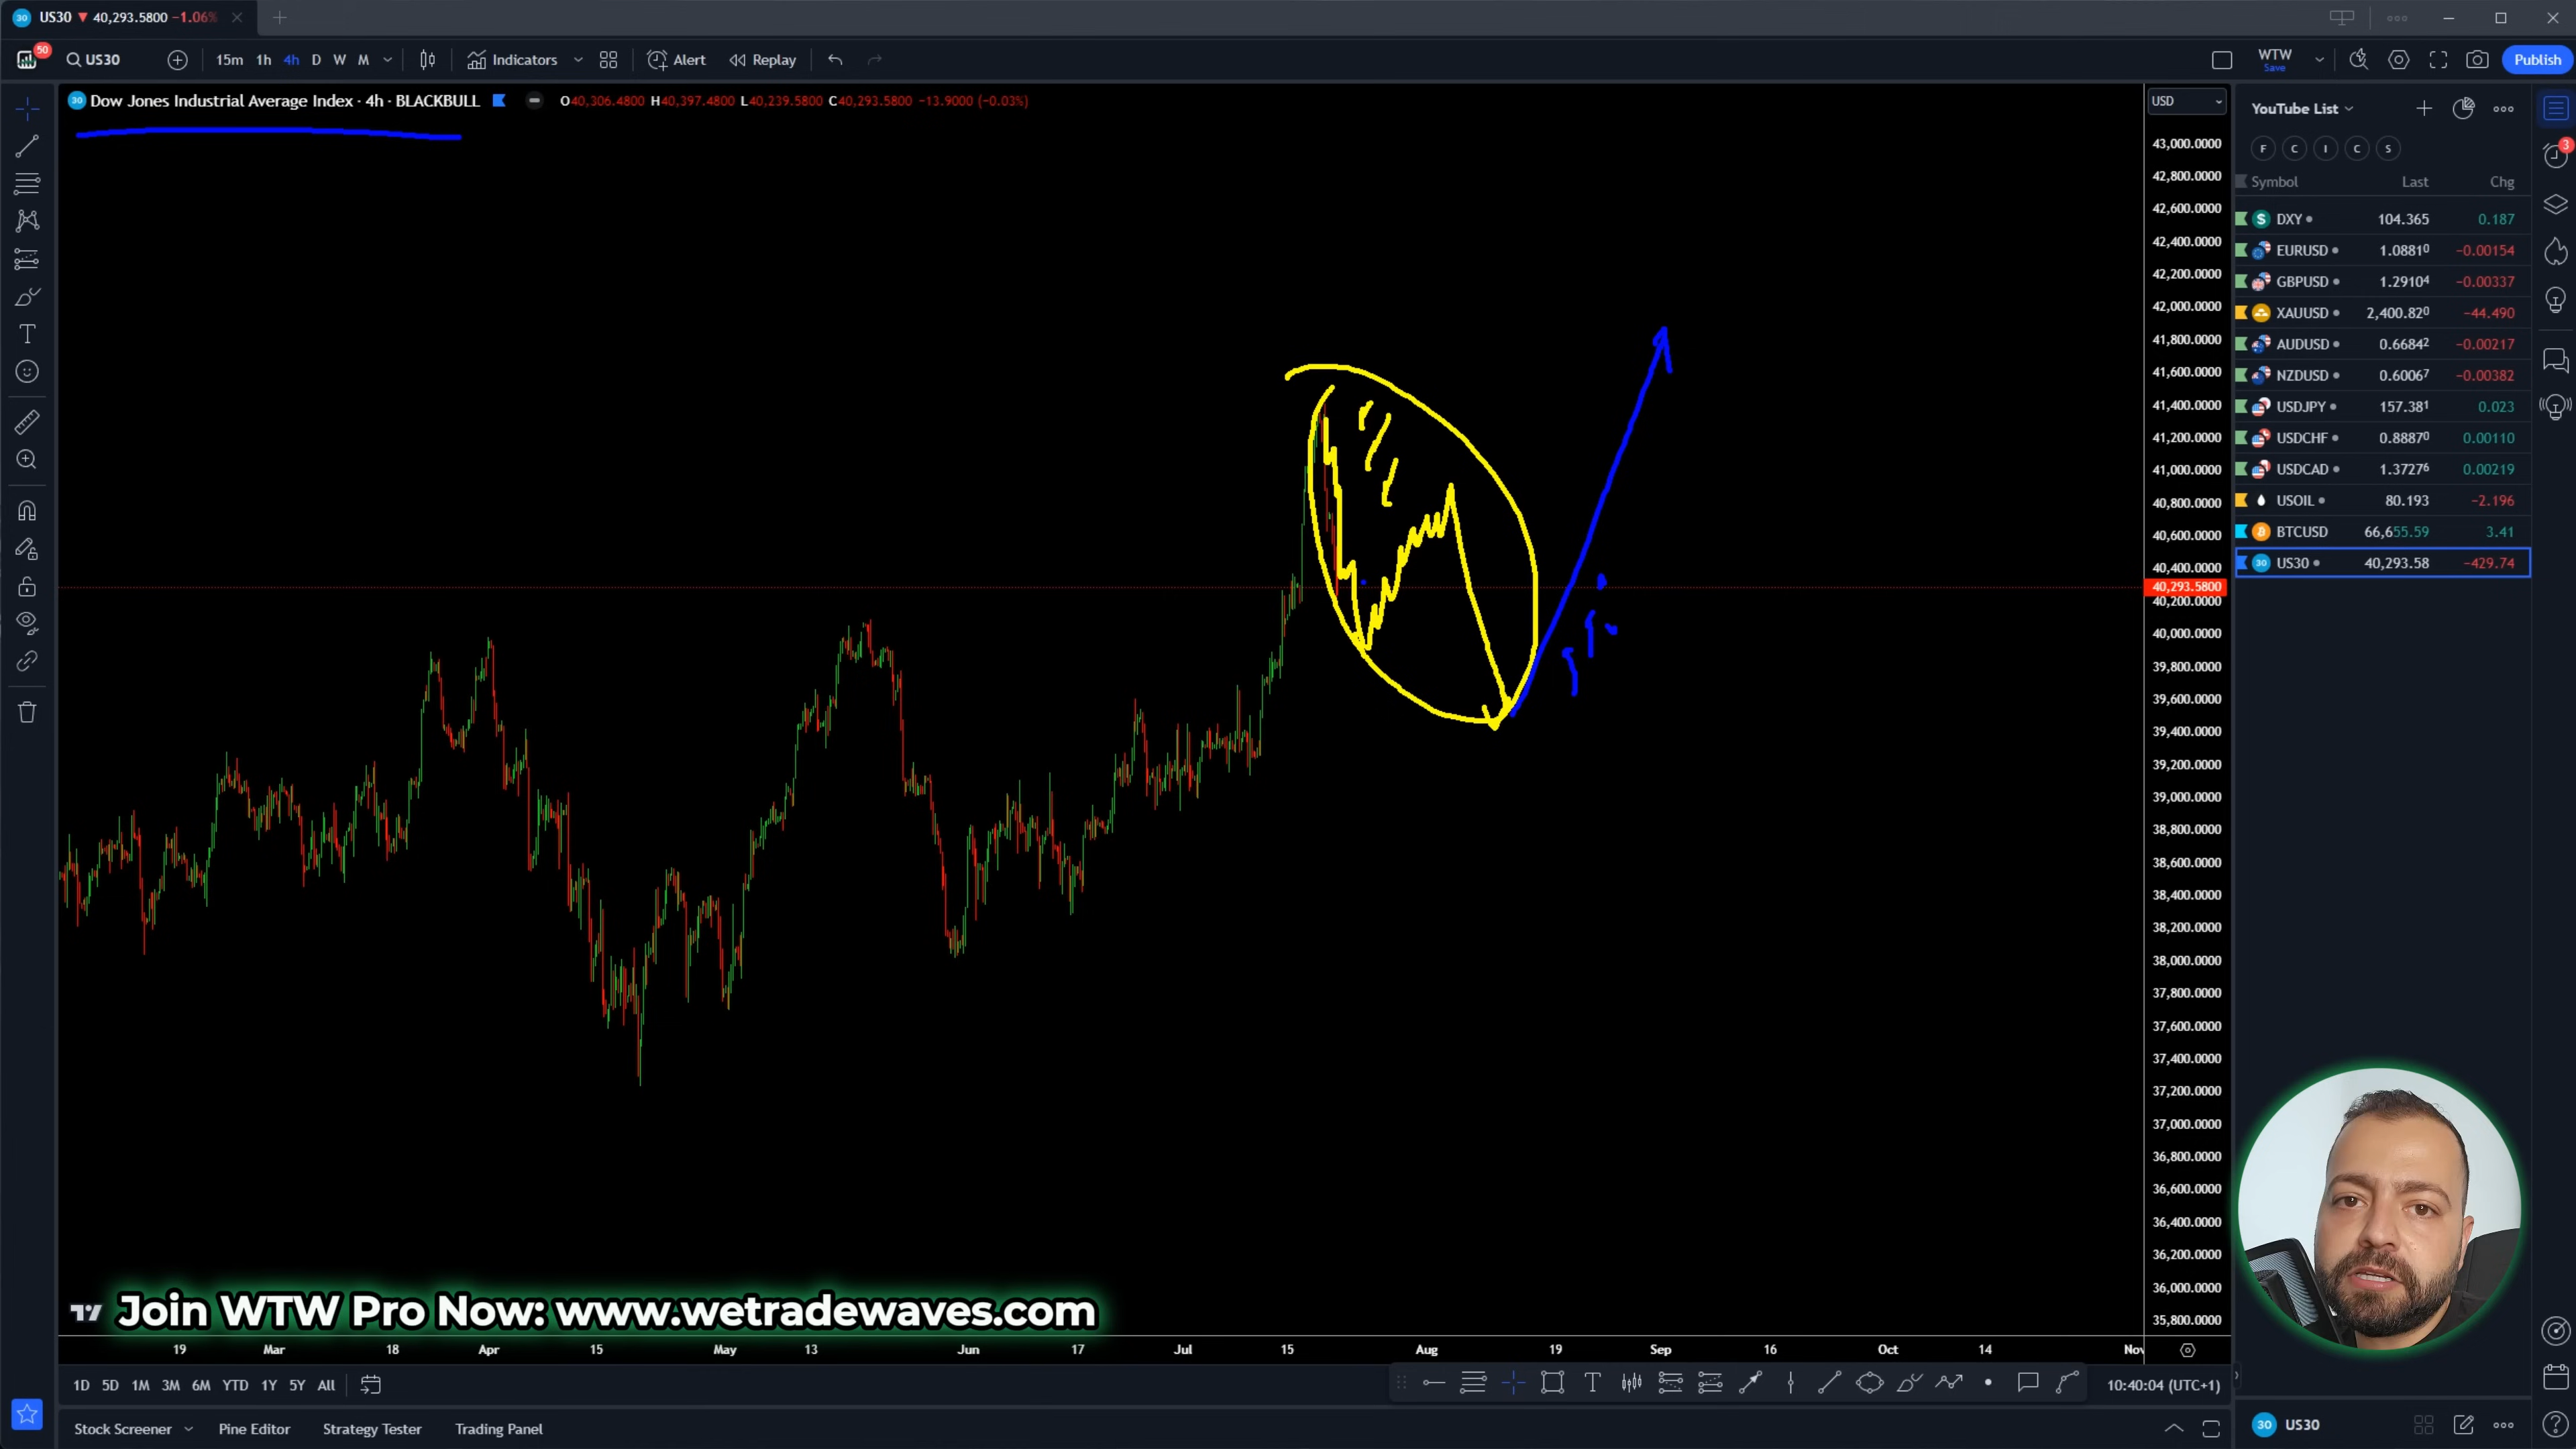 30 US30 ▼ 40,293.5800 −1.06%
50 US30 15m 1h 4h D W M Indicators Alert Replay WTW Save Publish
30 Dow Jones Industrial Average Index · 4h · BLACKBULL O40,306.4800 H40,397.4800 L40,239.5800 C40,293.5800 −13.9000 (−0.03%)
USD
43,000.0000
42,800.0000
42,600.0000
42,400.0000
42,200.0000
42,000.0000
41,800.0000
41,600.0000
41,400.0000
41,200.0000
41,000.0000
40,800.0000
40,600.0000
40,400.0000
40,293.5800
40,200.0000
40,000.0000
39,800.0000
39,600.0000
39,400.0000
39,200.0000
39,000.0000
38,800.0000
38,600.0000
38,400.0000
38,200.0000
38,000.0000
37,800.0000
37,600.0000
37,400.0000
37,200.0000
37,000.0000
36,800.0000
36,600.0000
36,400.0000
36,200.0000
36,000.0000
35,800.0000
YouTube List
F C I C S
Symbol Last Chg
DXY 104.365 0.187
EURUSD 1.08810 −0.00154
GBPUSD 1.29104 −0.00337
XAUUSD 2,400.820 −44.490
AUDUSD 0.66842 −0.00217
NZDUSD 0.60067 −0.00382
USDJPY 157.381 0.023
USDCHF 0.88870 0.00110
USDCAD 1.37276 0.00219
USOIL 80.193 −2.196
BTCUSD 66,655.59 3.41
30 US30 40,293.58 −429.74
3
Join WTW Pro Now: www.wetradewaves.com
19 Mar 18 Apr 15 May 13 Jun 17 Jul 15 Aug 19 Sep 16 Oct 14 Nov
1D 5D 1M 3M 6M YTD 1Y 5Y All 10:40:04 (UTC+1)
Stock Screener Pine Editor Strategy Tester Trading Panel
30 US30